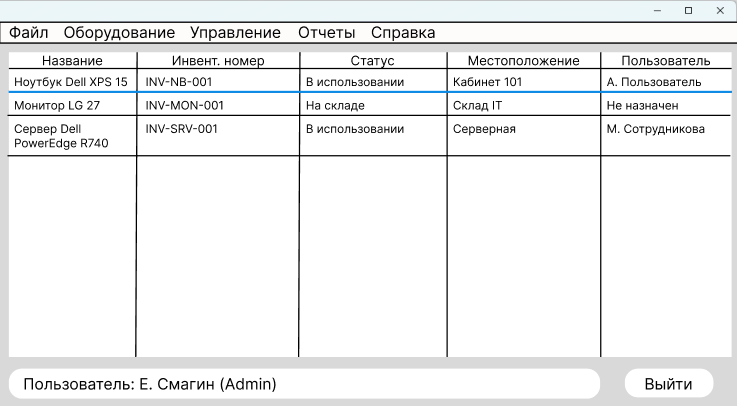 Файл Оборудование Управление Отчеты Справка
Название Инвент. номер Статус Местоположение Пользователь
Ноутбук Dell XPS 15 INV-NB-001 В использовании Кабинет 101 А. Пользователь
Монитор LG 27 INV-MON-001 На складе Склад IT Не назначен
Сервер Dell INV-SRV-001 В использовании Серверная М. Сотрудникова
PowerEdge R740
Пользователь: Е. Смагин (Admin) Выйти